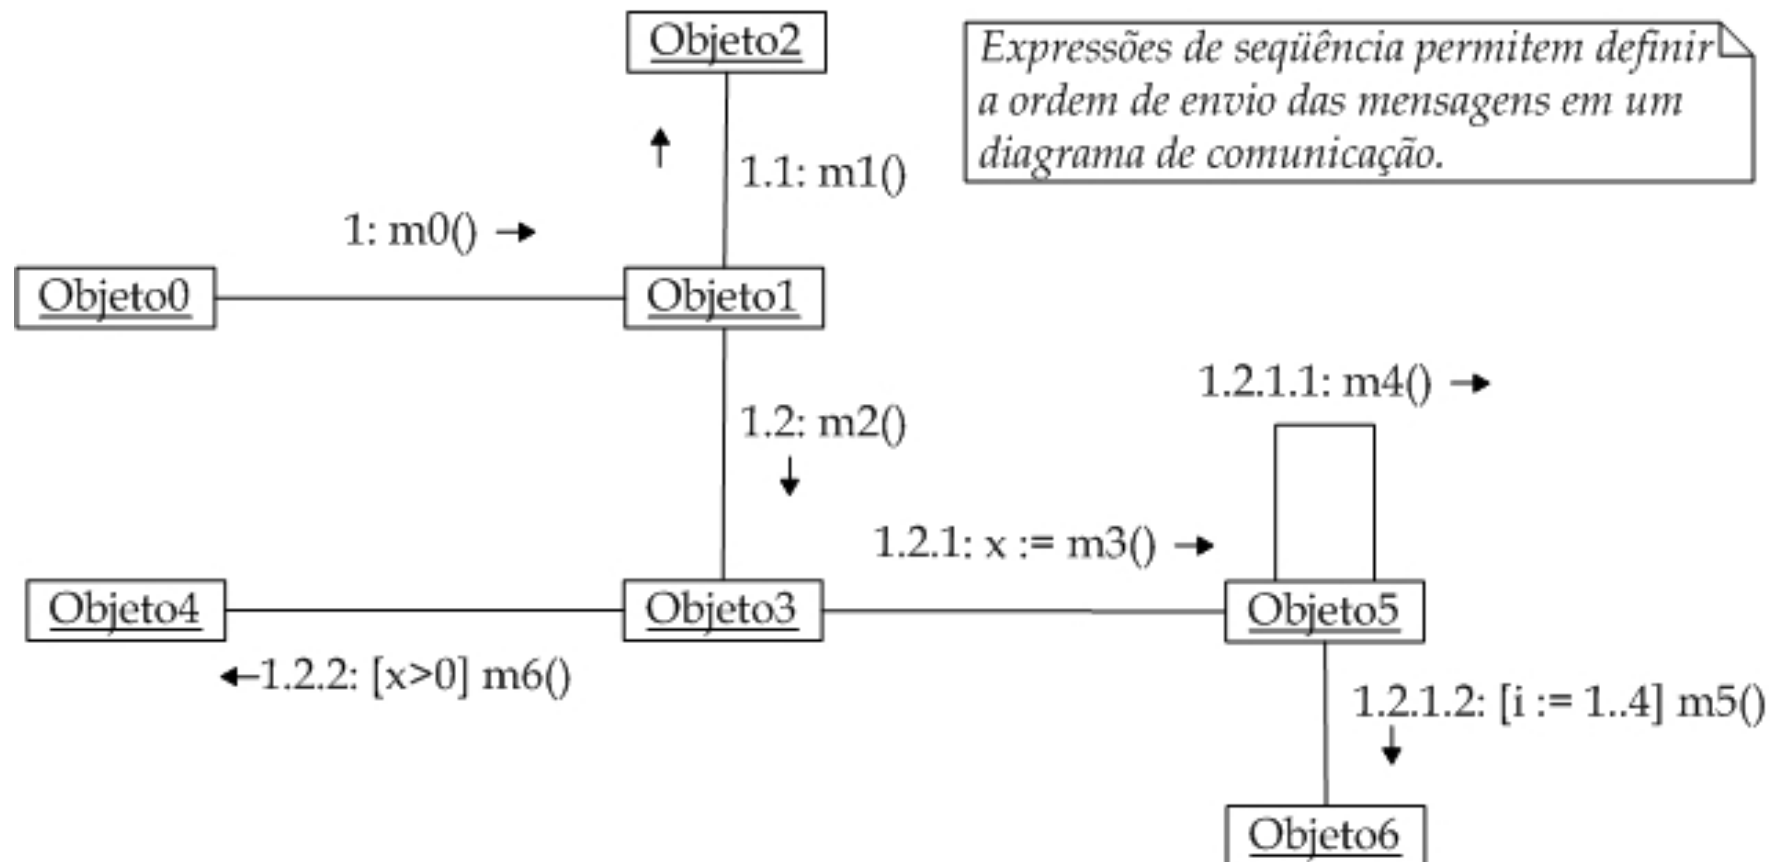 Objeto2
Expressões de seqüência permitem definir
a ordem de envio das mensagens em um
diagrama de comunicação.
1.1: m1()
1: m0()
Objeto0
Objeto1
1.2.1.1: m4()
1.2: m2()
1.2.1: x := m3()
Objeto4
Objeto3
Objeto5
1.2.2: [x>0] m6()
1.2.1.2: [i := 1..4] m5()
Objeto6